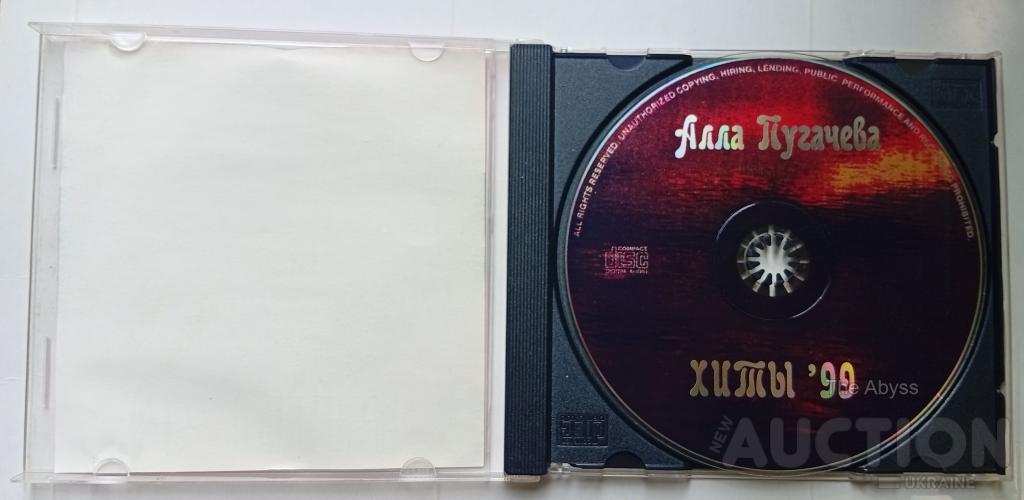 ALL RIGHTS RESERVED. UNAUTHORIZED COPYING, HIRING, LENDING, PUBLIC PERFORMANCE AND PROHIBITED.
Алла Пугачева
COMPACT
disc
DIGITAL AUDIO
ХИТЫ '99
The Abyss
NEW
AUCTION
UKRAINE